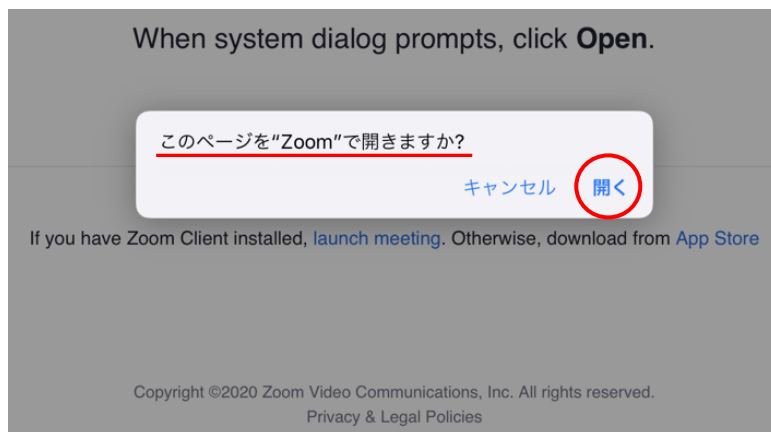 When system dialog prompts, click Open.
このページを“Zoom”で開きますか?
キャンセル 開く
If you have Zoom Client installed, launch meeting. Otherwise, download from App Store
Copyright ©2020 Zoom Video Communications, Inc. All rights reserved.
Privacy & Legal Policies